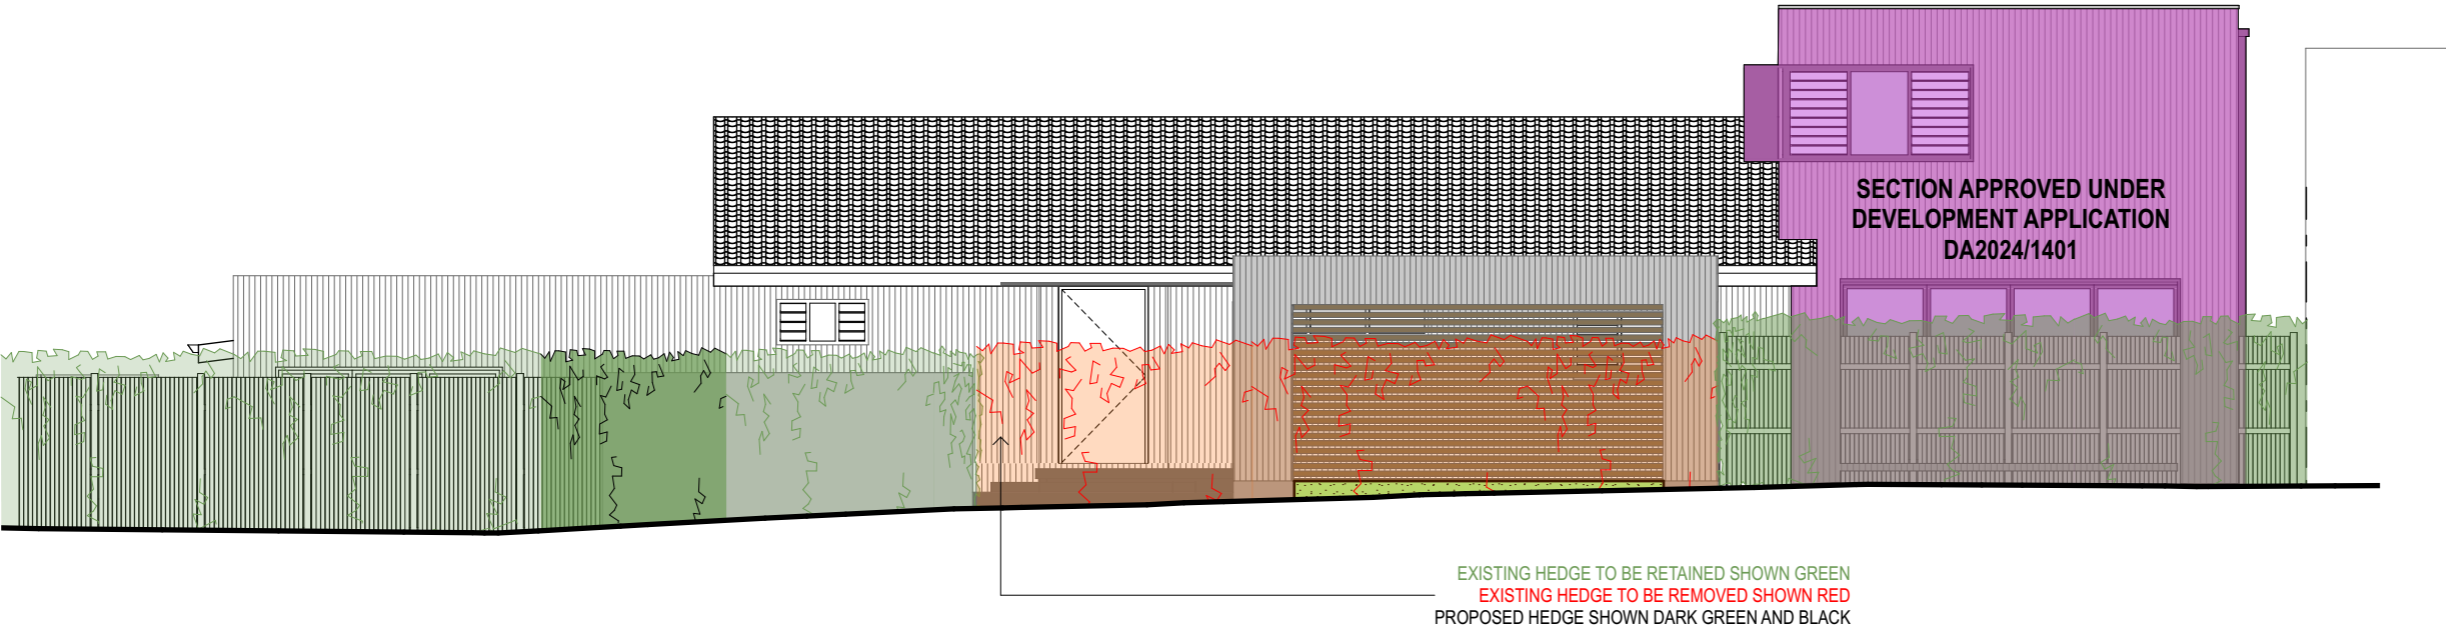 SECTION APPROVED UNDER
DEVELOPMENT APPLICATION
DA2024/1401
EXISTING HEDGE TO BE RETAINED SHOWN GREEN
EXISTING HEDGE TO BE REMOVED SHOWN RED
PROPOSED HEDGE SHOWN DARK GREEN AND BLACK